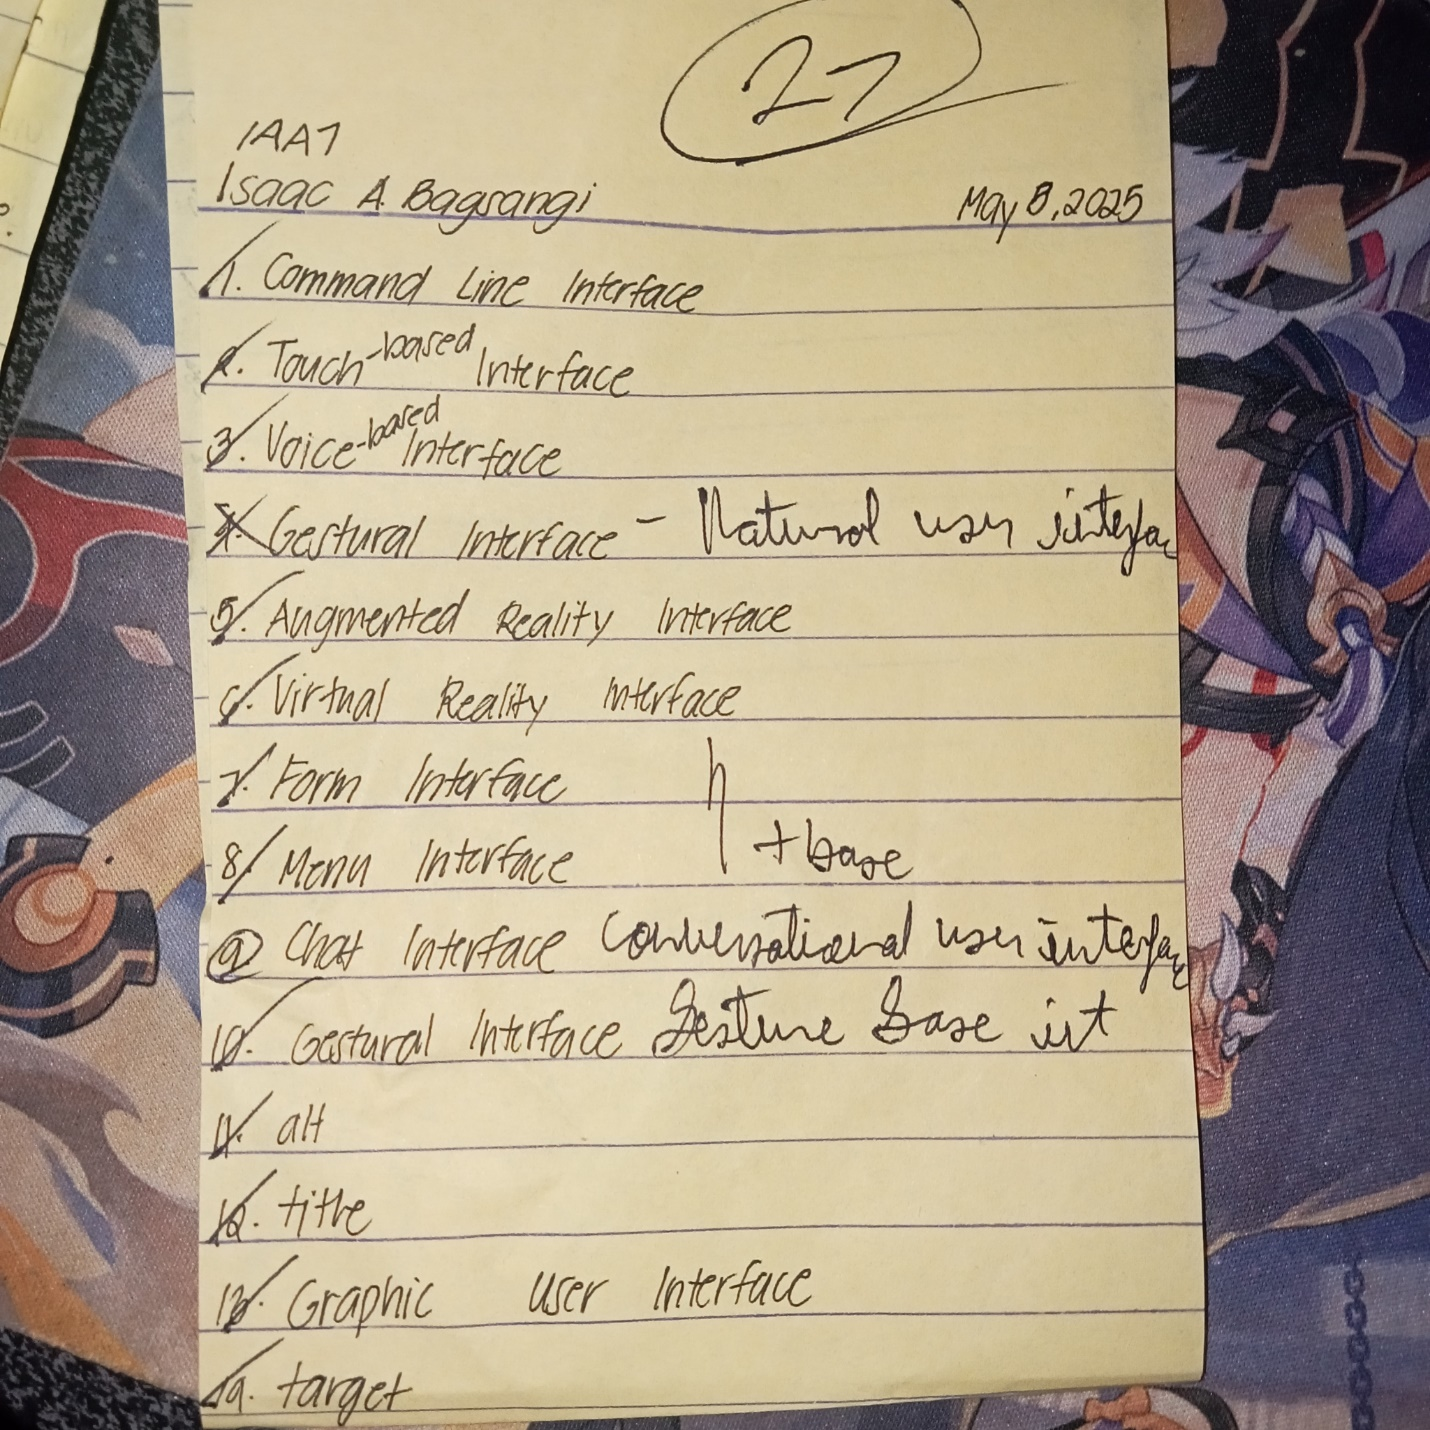 27
IAA1
Isaac A. Bagsangi May 8, 2025
1. Command Line Interface
2. Touch-based Interface
3. Voice-based Interface
4. Gestural Interface - Natural user interfac
5. Augmented Reality Interface
6. Virtual Reality Interface
7. Form Interface
8. Menu Interface + base
9 Chat Interface Conversational user interfac
10. Gestural Interface Gesture base int
11. alt
12. title
13. Graphic User Interface
14. target